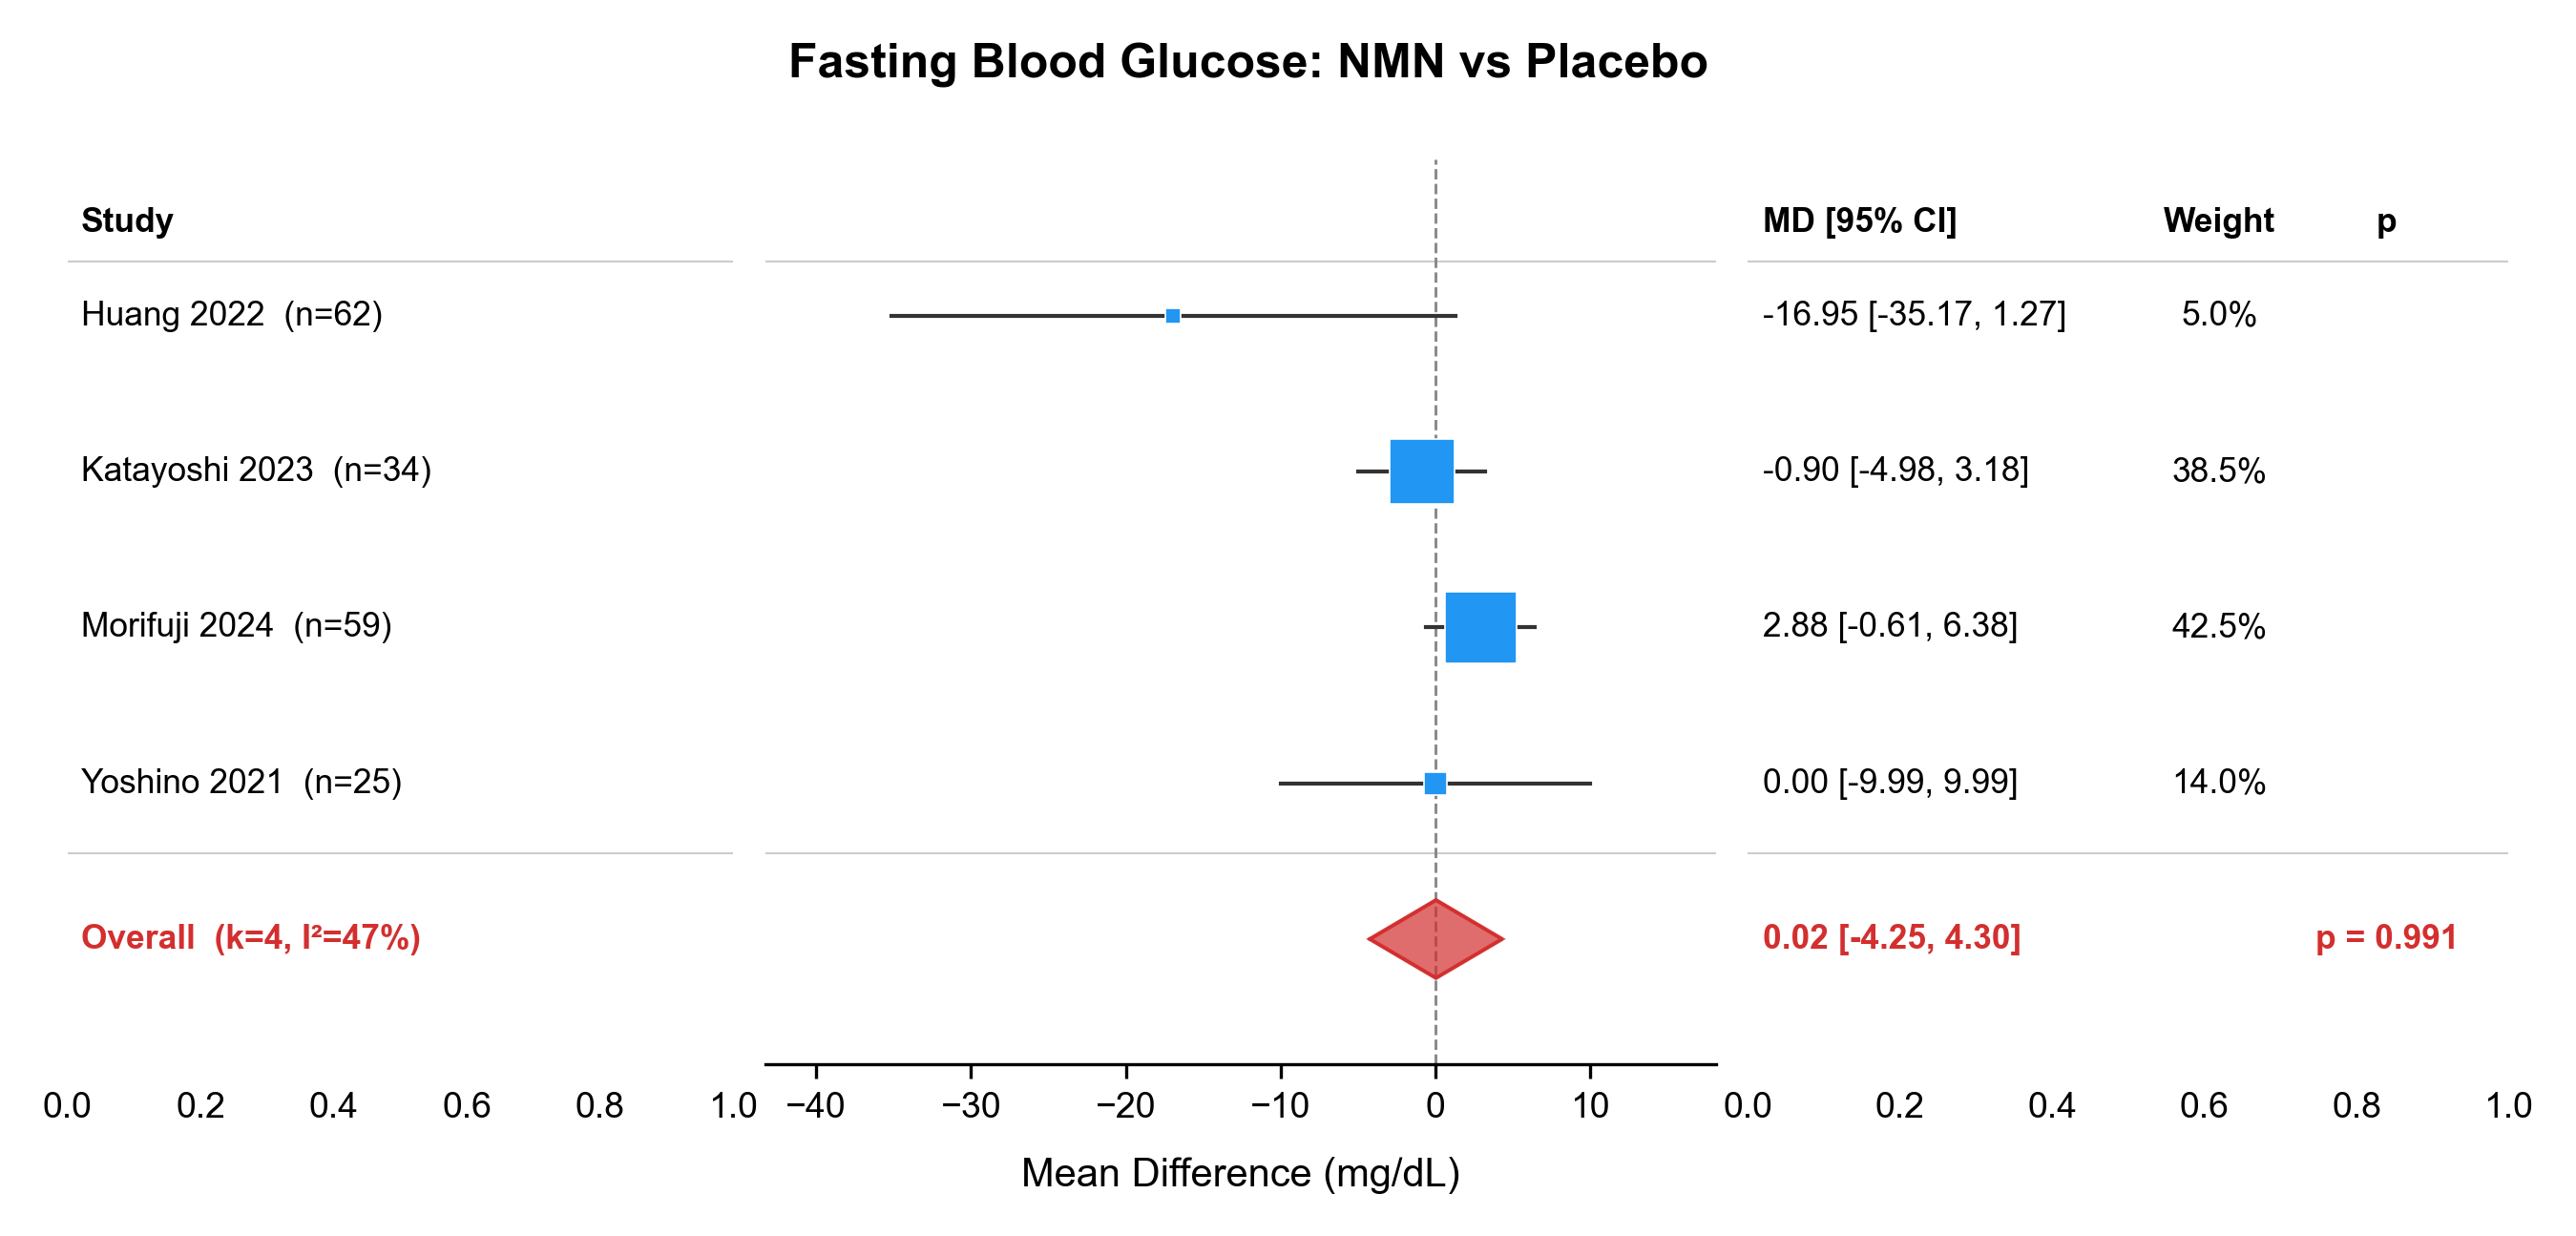 Fasting Blood Glucose: NMN vs Placebo
Study MD [95% CI] Weight p
Huang 2022 (n=62) -16.95 [-35.17, 1.27] 5.0%
Katayoshi 2023 (n=34) -0.90 [-4.98, 3.18] 38.5%
Morifuji 2024 (n=59) 2.88 [-0.61, 6.38] 42.5%
Yoshino 2021 (n=25) 0.00 [-9.99, 9.99] 14.0%
Overall (k=4, I²=47%) 0.02 [-4.25, 4.30] p = 0.991
0.0 0.2 0.4 0.6 0.8 1.0 −40 −30 −20 −10 0 10 0.0 0.2 0.4 0.6 0.8 1.0
Mean Difference (mg/dL)